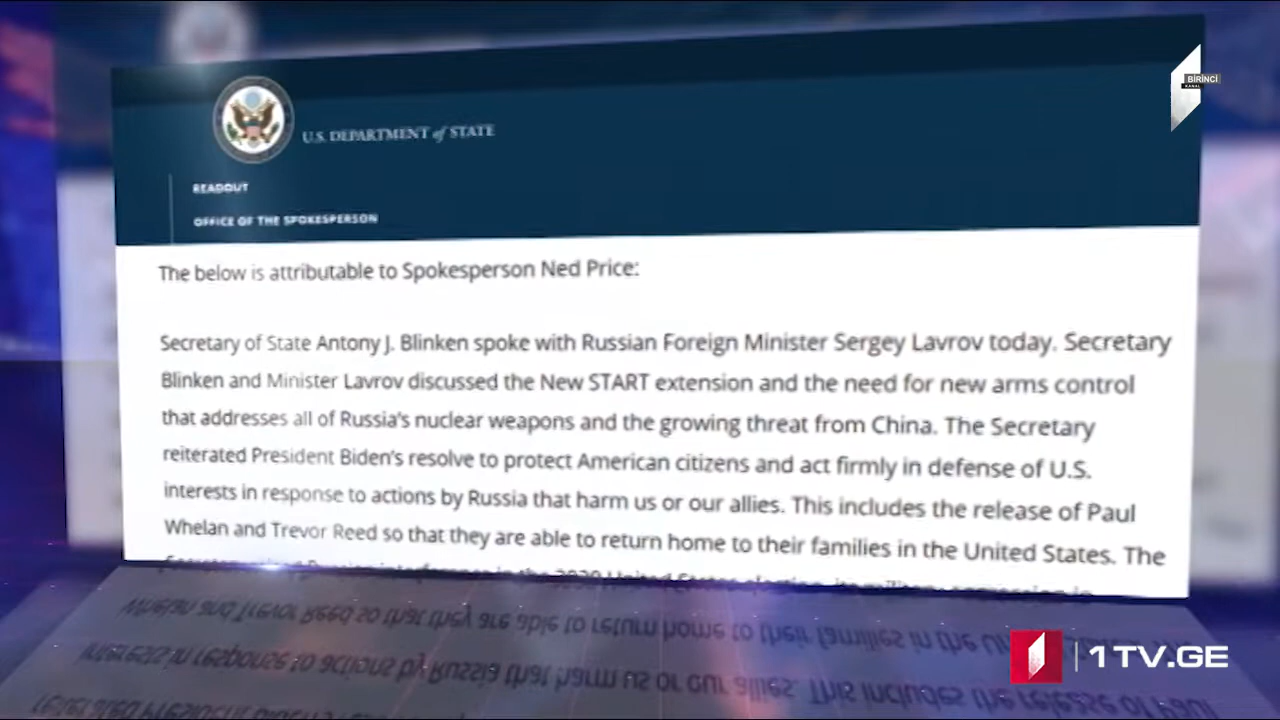 BİRİNCİ
KANAL
U.S. DEPARTMENT of STATE
READOUT
OFFICE OF THE SPOKESPERSON
The below is attributable to Spokesperson Ned Price:
Secretary of State Antony J. Blinken spoke with Russian Foreign Minister Sergey Lavrov today. Secretary
Blinken and Minister Lavrov discussed the New START extension and the need for new arms control
that addresses all of Russia's nuclear weapons and the growing threat from China. The Secretary
reiterated President Biden's resolve to protect American citizens and act firmly in defense of U.S.
interests in response to actions by Russia that harm us or our allies. This includes the release of Paul
Whelan and Trevor Reed so that they are able to return home to their families in the United States. The
1TV.GE